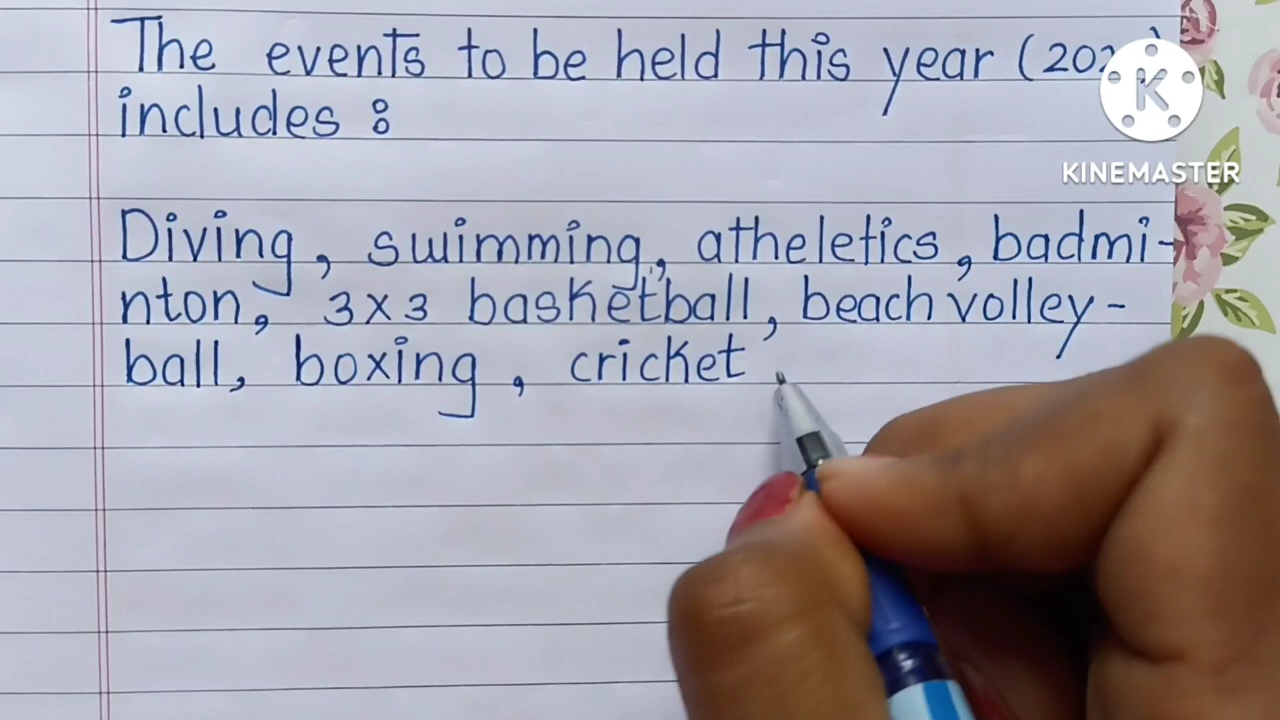 The events to be held this year
includes :
Diving, swimming, atheletics, badmi-
nton, 3x3 basketball, beach volley-
ball, boxing, cricket
K
KINEMASTER